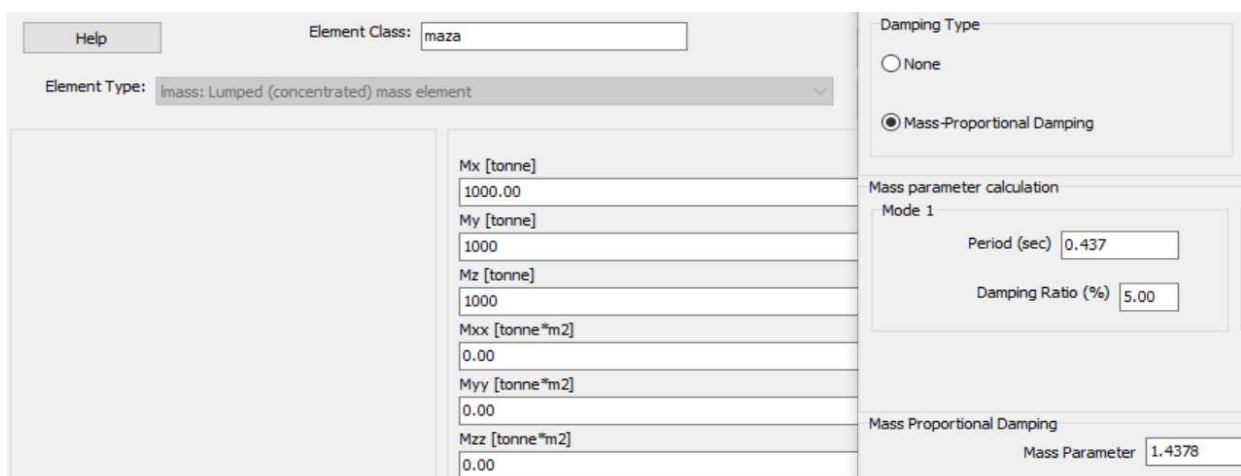 Help
Element Class: maza
Element Type: lmass: Lumped (concentrated) mass element
Mx [tonne]
1000.00
My [tonne]
1000
Mz [tonne]
1000
Mxx [tonne*m2]
0.00
Myy [tonne*m2]
0.00
Mzz [tonne*m2]
0.00
Damping Type
None
Mass-Proportional Damping
Mass parameter calculation
Mode 1
Period (sec) 0.437
Damping Ratio (%) 5.00
Mass Proportional Damping
Mass Parameter 1.4378